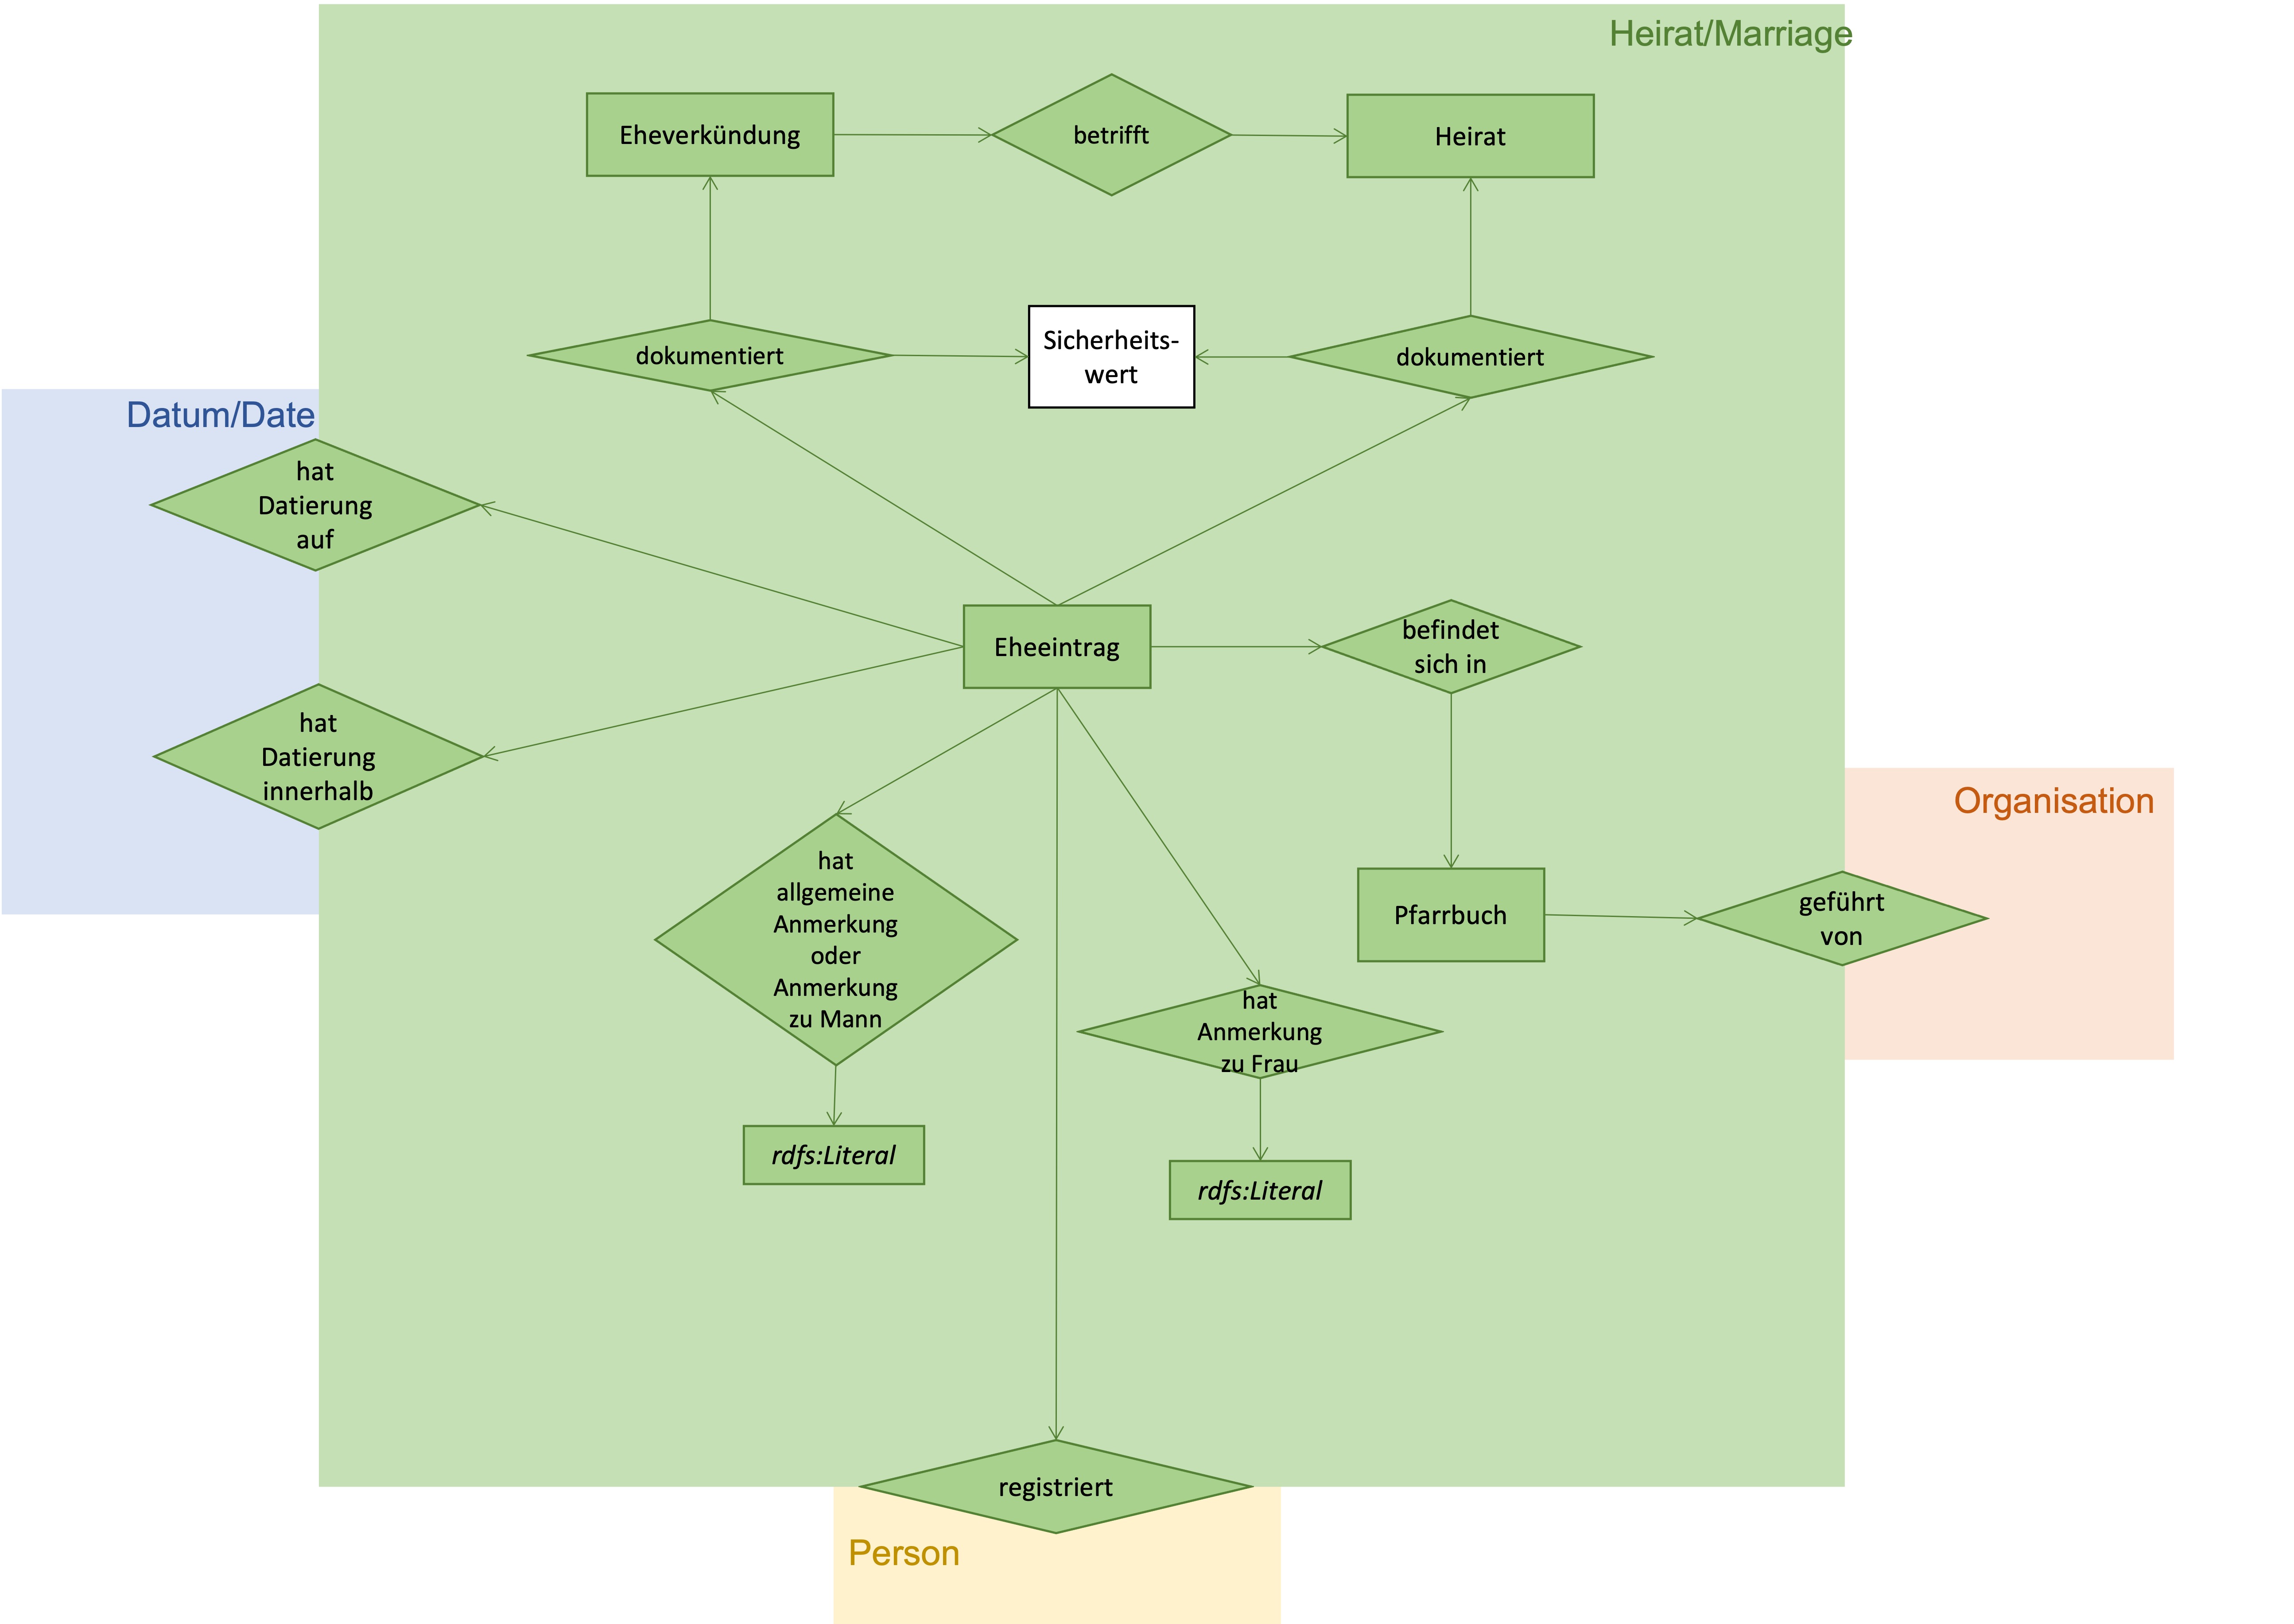 Heirat/Marriage
Eheverkündung
betrifft
Heirat
dokumentiert
Sicherheits-
wert
dokumentiert
Datum/Date
hat
Datierung
auf
Eheeintrag
befindet
sich in
hat
Datierung
innerhalb
Organisation
hat
allgemeine
Anmerkung
oder
Anmerkung
zu Mann
Pfarrbuch
geführt
von
hat
Anmerkung
zu Frau
rdfs:Literal
rdfs:Literal
registriert
Person